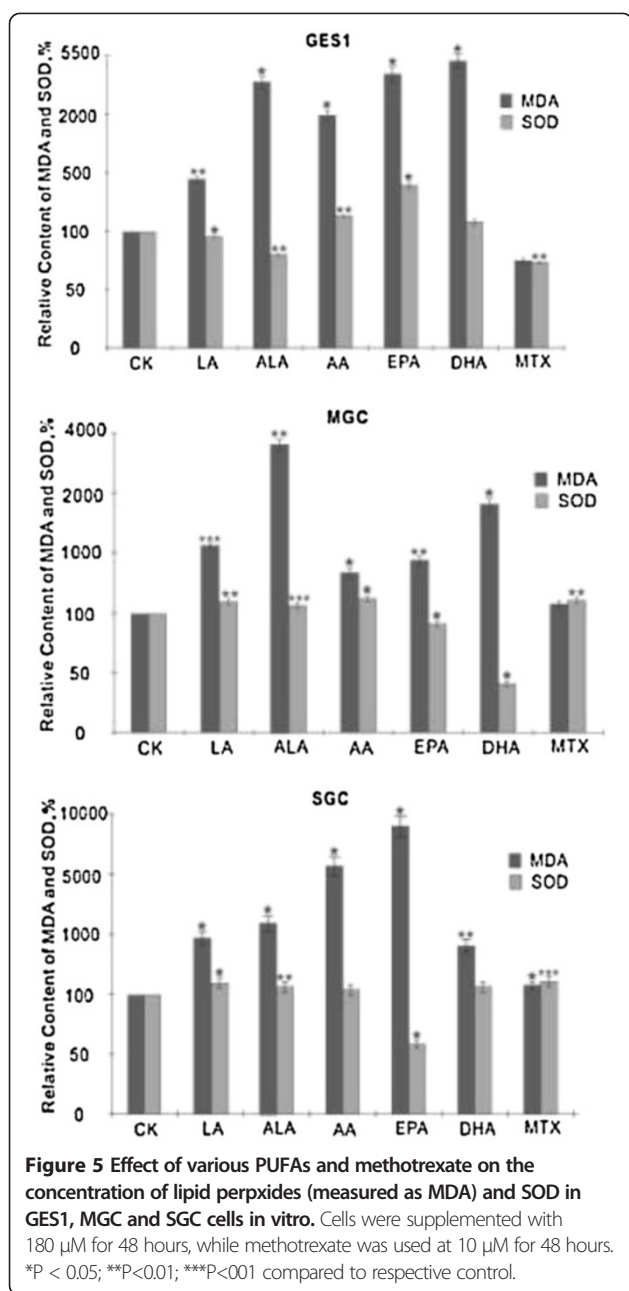 GES1
Relative Content of MDA and SOD,%
5500
2000
500
100
50
0
MDA
SOD
*
**
*
*
**
*
**
*
*
*
**
CK LA ALA AA EPA DHA MTX
MGC
Relative Content of MDA and SOD,%
4000
2000
1000
100
50
0
MDA
SOD
***
**
**
***
*
*
**
*
*
*
**
CK LA ALA AA EPA DHA MTX
SGC
Relative Content of MDA and SOD,%
10000
5000
1000
100
50
0
MDA
SOD
*
*
*
**
*
*
*
**
*
***
CK LA ALA AA EPA DHA MTX
Figure 5 Effect of various PUFAs and methotrexate on the
concentration of lipid perpxides (measured as MDA) and SOD in
GES1, MGC and SGC cells in vitro. Cells were supplemented with
180 μM for 48 hours, while methotrexate was used at 10 μM for 48 hours.
*P < 0.05; **P<0.01; ***P<001 compared to respective control.